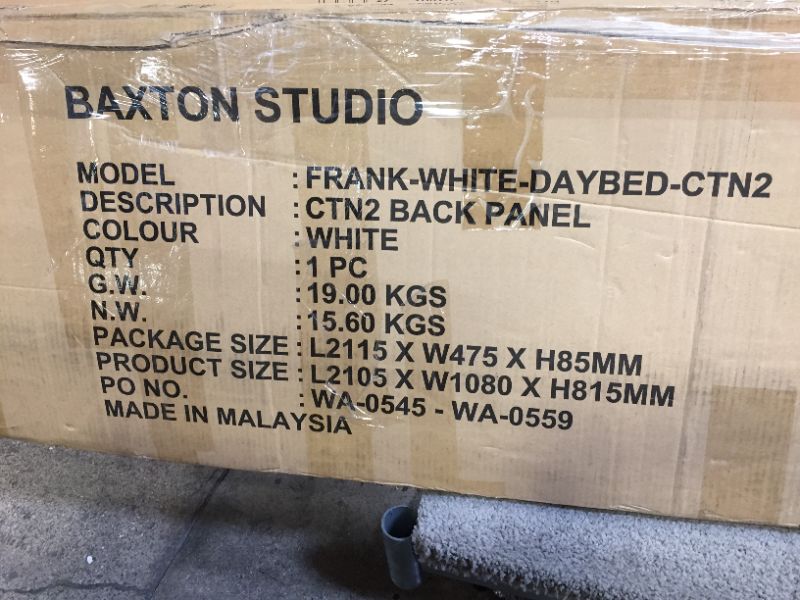 BAXTON STUDIO
MODEL : FRANK-WHITE-DAYBED-CTN2
DESCRIPTION : CTN2 BACK PANEL
COLOUR : WHITE
QTY : 1 PC
G.W. : 19.00 KGS
N.W. : 15.60 KGS
PACKAGE SIZE : L2115 X W475 X H85MM
PRODUCT SIZE : L2105 X W1080 X H815MM
PO NO. : WA-0545 - WA-0559
MADE IN MALAYSIA